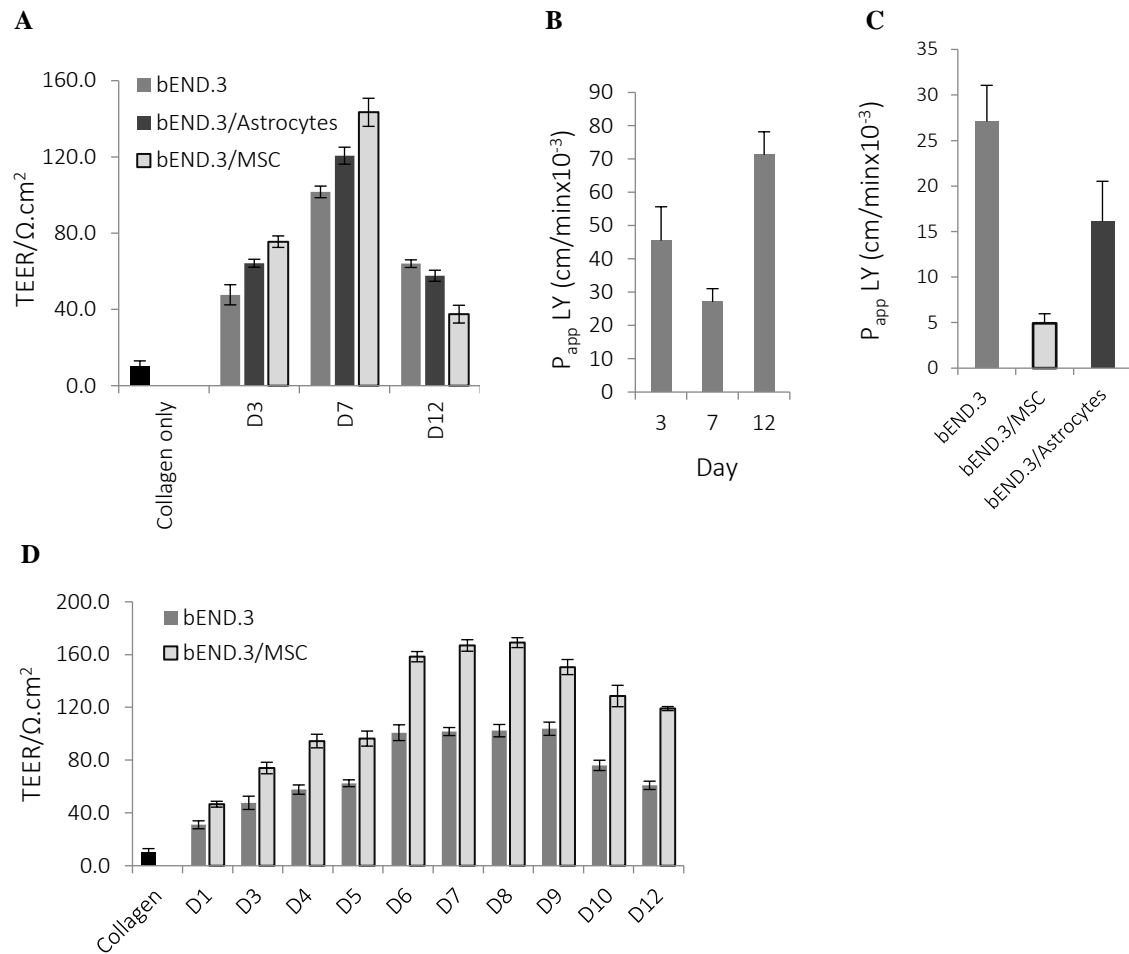 A
TEER/Ω.cm²
160.0
120.0
80.0
40.0
0.0
bEND.3
bEND.3/Astrocytes
bEND.3/MSC
Collagen only
D3
D7
D12
B
Papp LY (cm/minx10-3)
90
80
70
60
50
40
30
20
10
0
3 7 12
Day
C
Papp LY (cm/minx10-3)
35
30
25
20
15
10
5
0
bEND.3
bEND.3/MSC
bEND.3/Astrocytes
D
TEER/Ω.cm²
200.0
160.0
120.0
80.0
40.0
0.0
bEND.3
bEND.3/MSC
Collagen
D1
D3
D4
D5
D6
D7
D8
D9
D10
D12